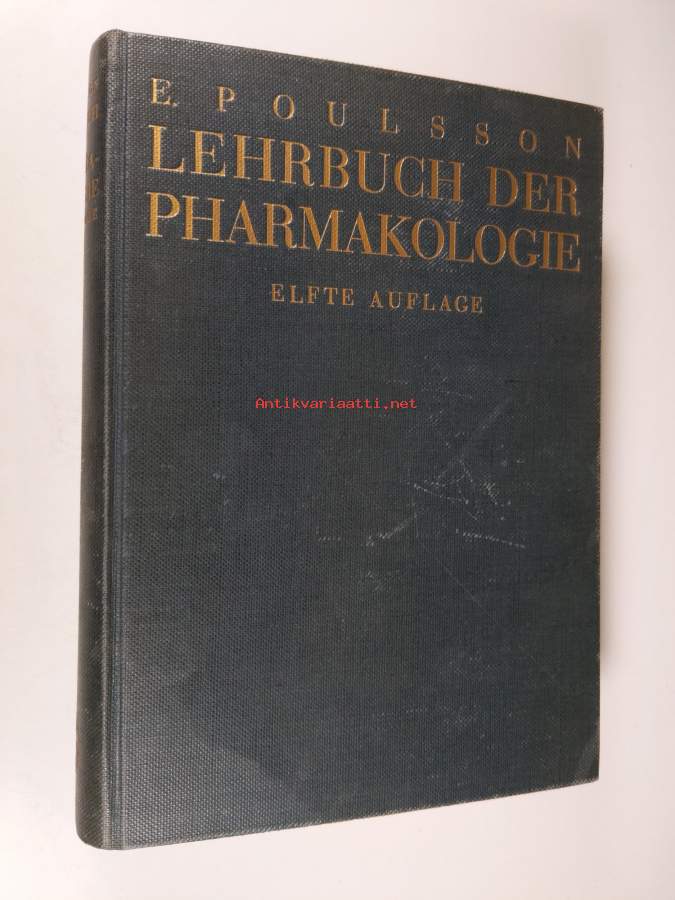 E. POULSSON
LEHRBUCH DER
PHARMAKOLOGIE
ELFTE AUFLAGE
Antikvariaatti.net